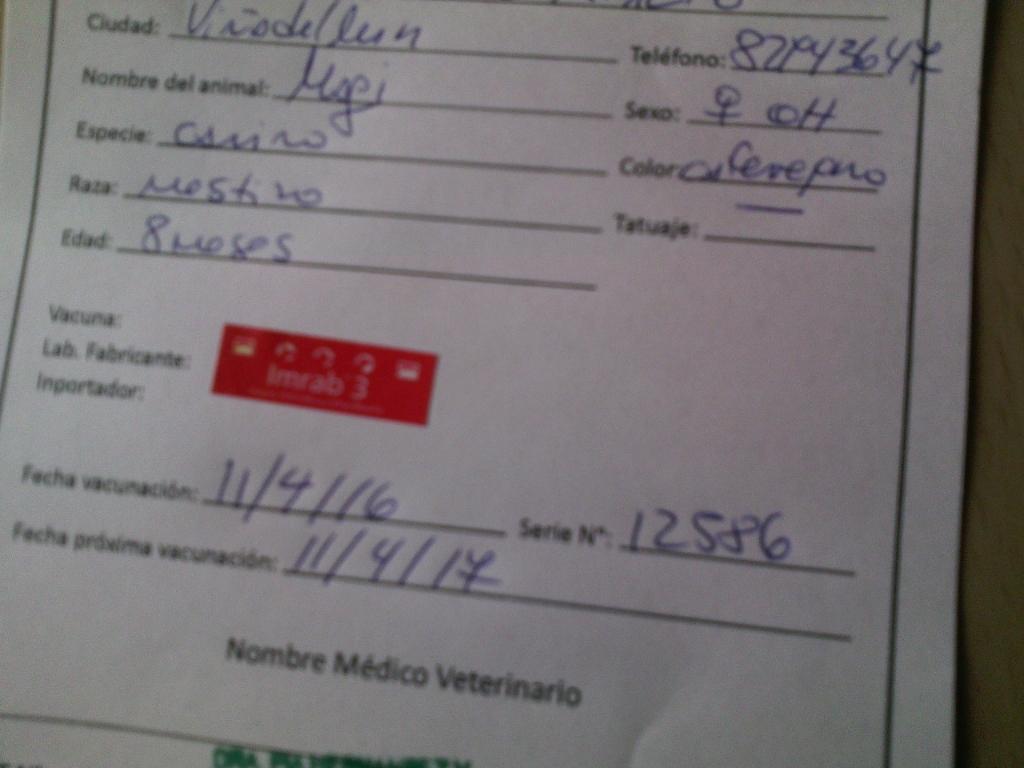 Ciudad: Viña del Mar
Teléfono: 82943647
Nombre del animal: Magi
Sexo: ♀ OH
Especie: canino
Color:
Raza: mestizo
Tatuaje: —
Edad: 8 meses
Vacuna:
Lab. Fabricante:
Inportador:
Imrab 3
Fecha vacunación: 11/4/16
Serie N°: 12586
Fecha próxima vacunación: 11/4/17
Nombre Médico Veterinario